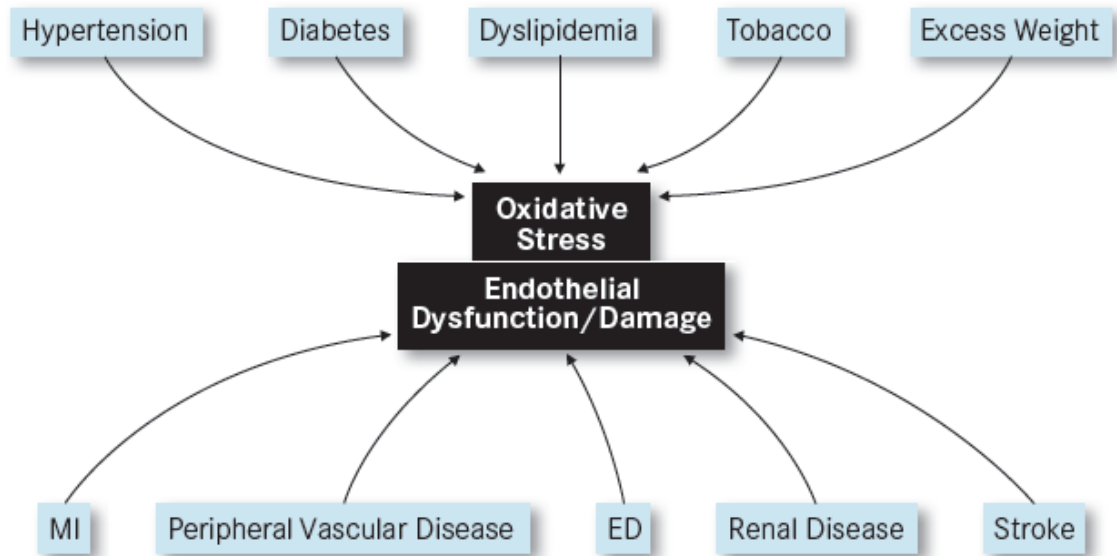 Hypertension
Diabetes
Dyslipidemia
Tobacco
Excess Weight
Oxidative
Stress
Endothelial
Dysfunction/Damage
MI
Peripheral Vascular Disease
ED
Renal Disease
Stroke